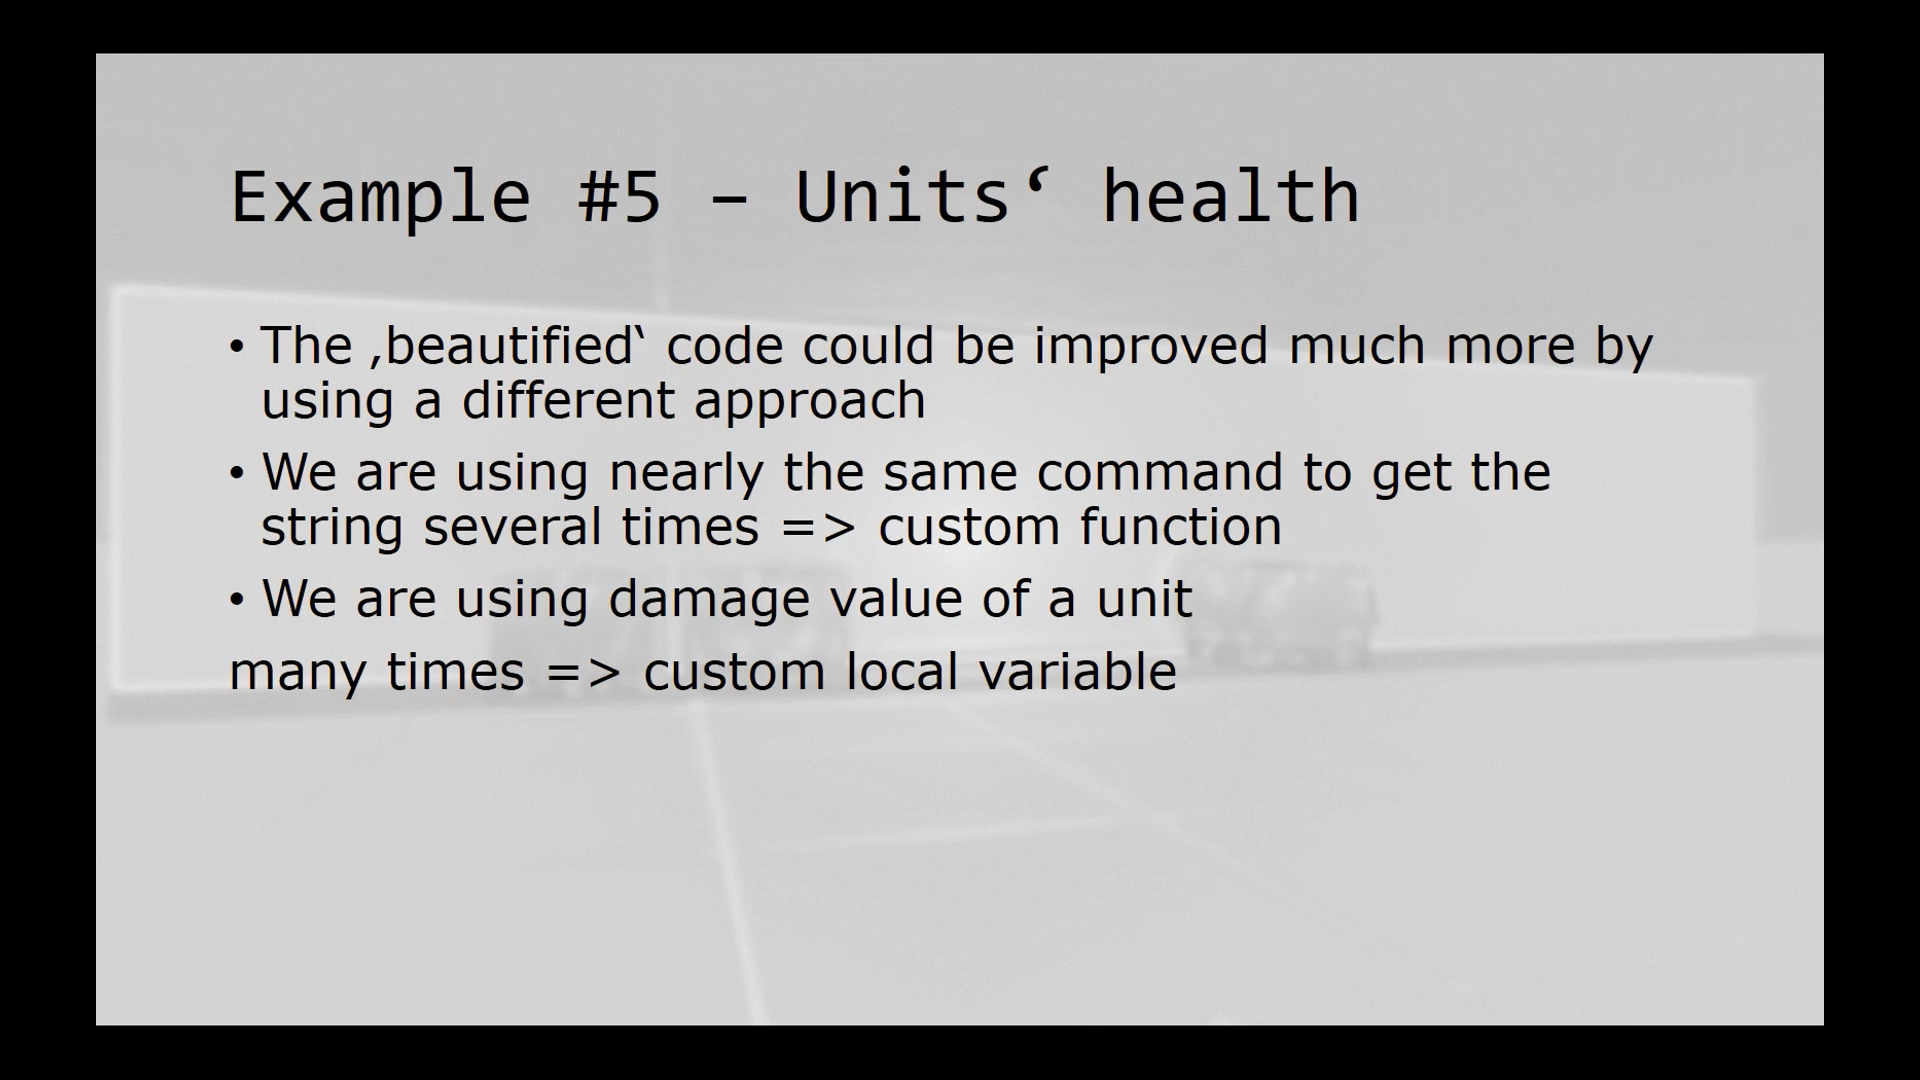 Example #5 – Units‘ health
• The ‚beautified‘ code could be improved much more by
using a different approach
• We are using nearly the same command to get the
string several times => custom function
• We are using damage value of a unit
many times => custom local variable